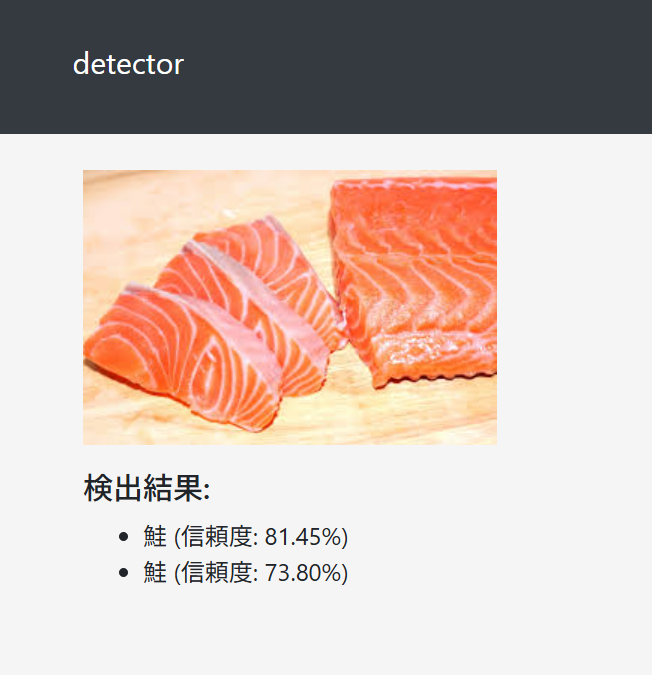 detector
検出結果:
鮭 (信頼度: 81.45%)
鮭 (信頼度: 73.80%)